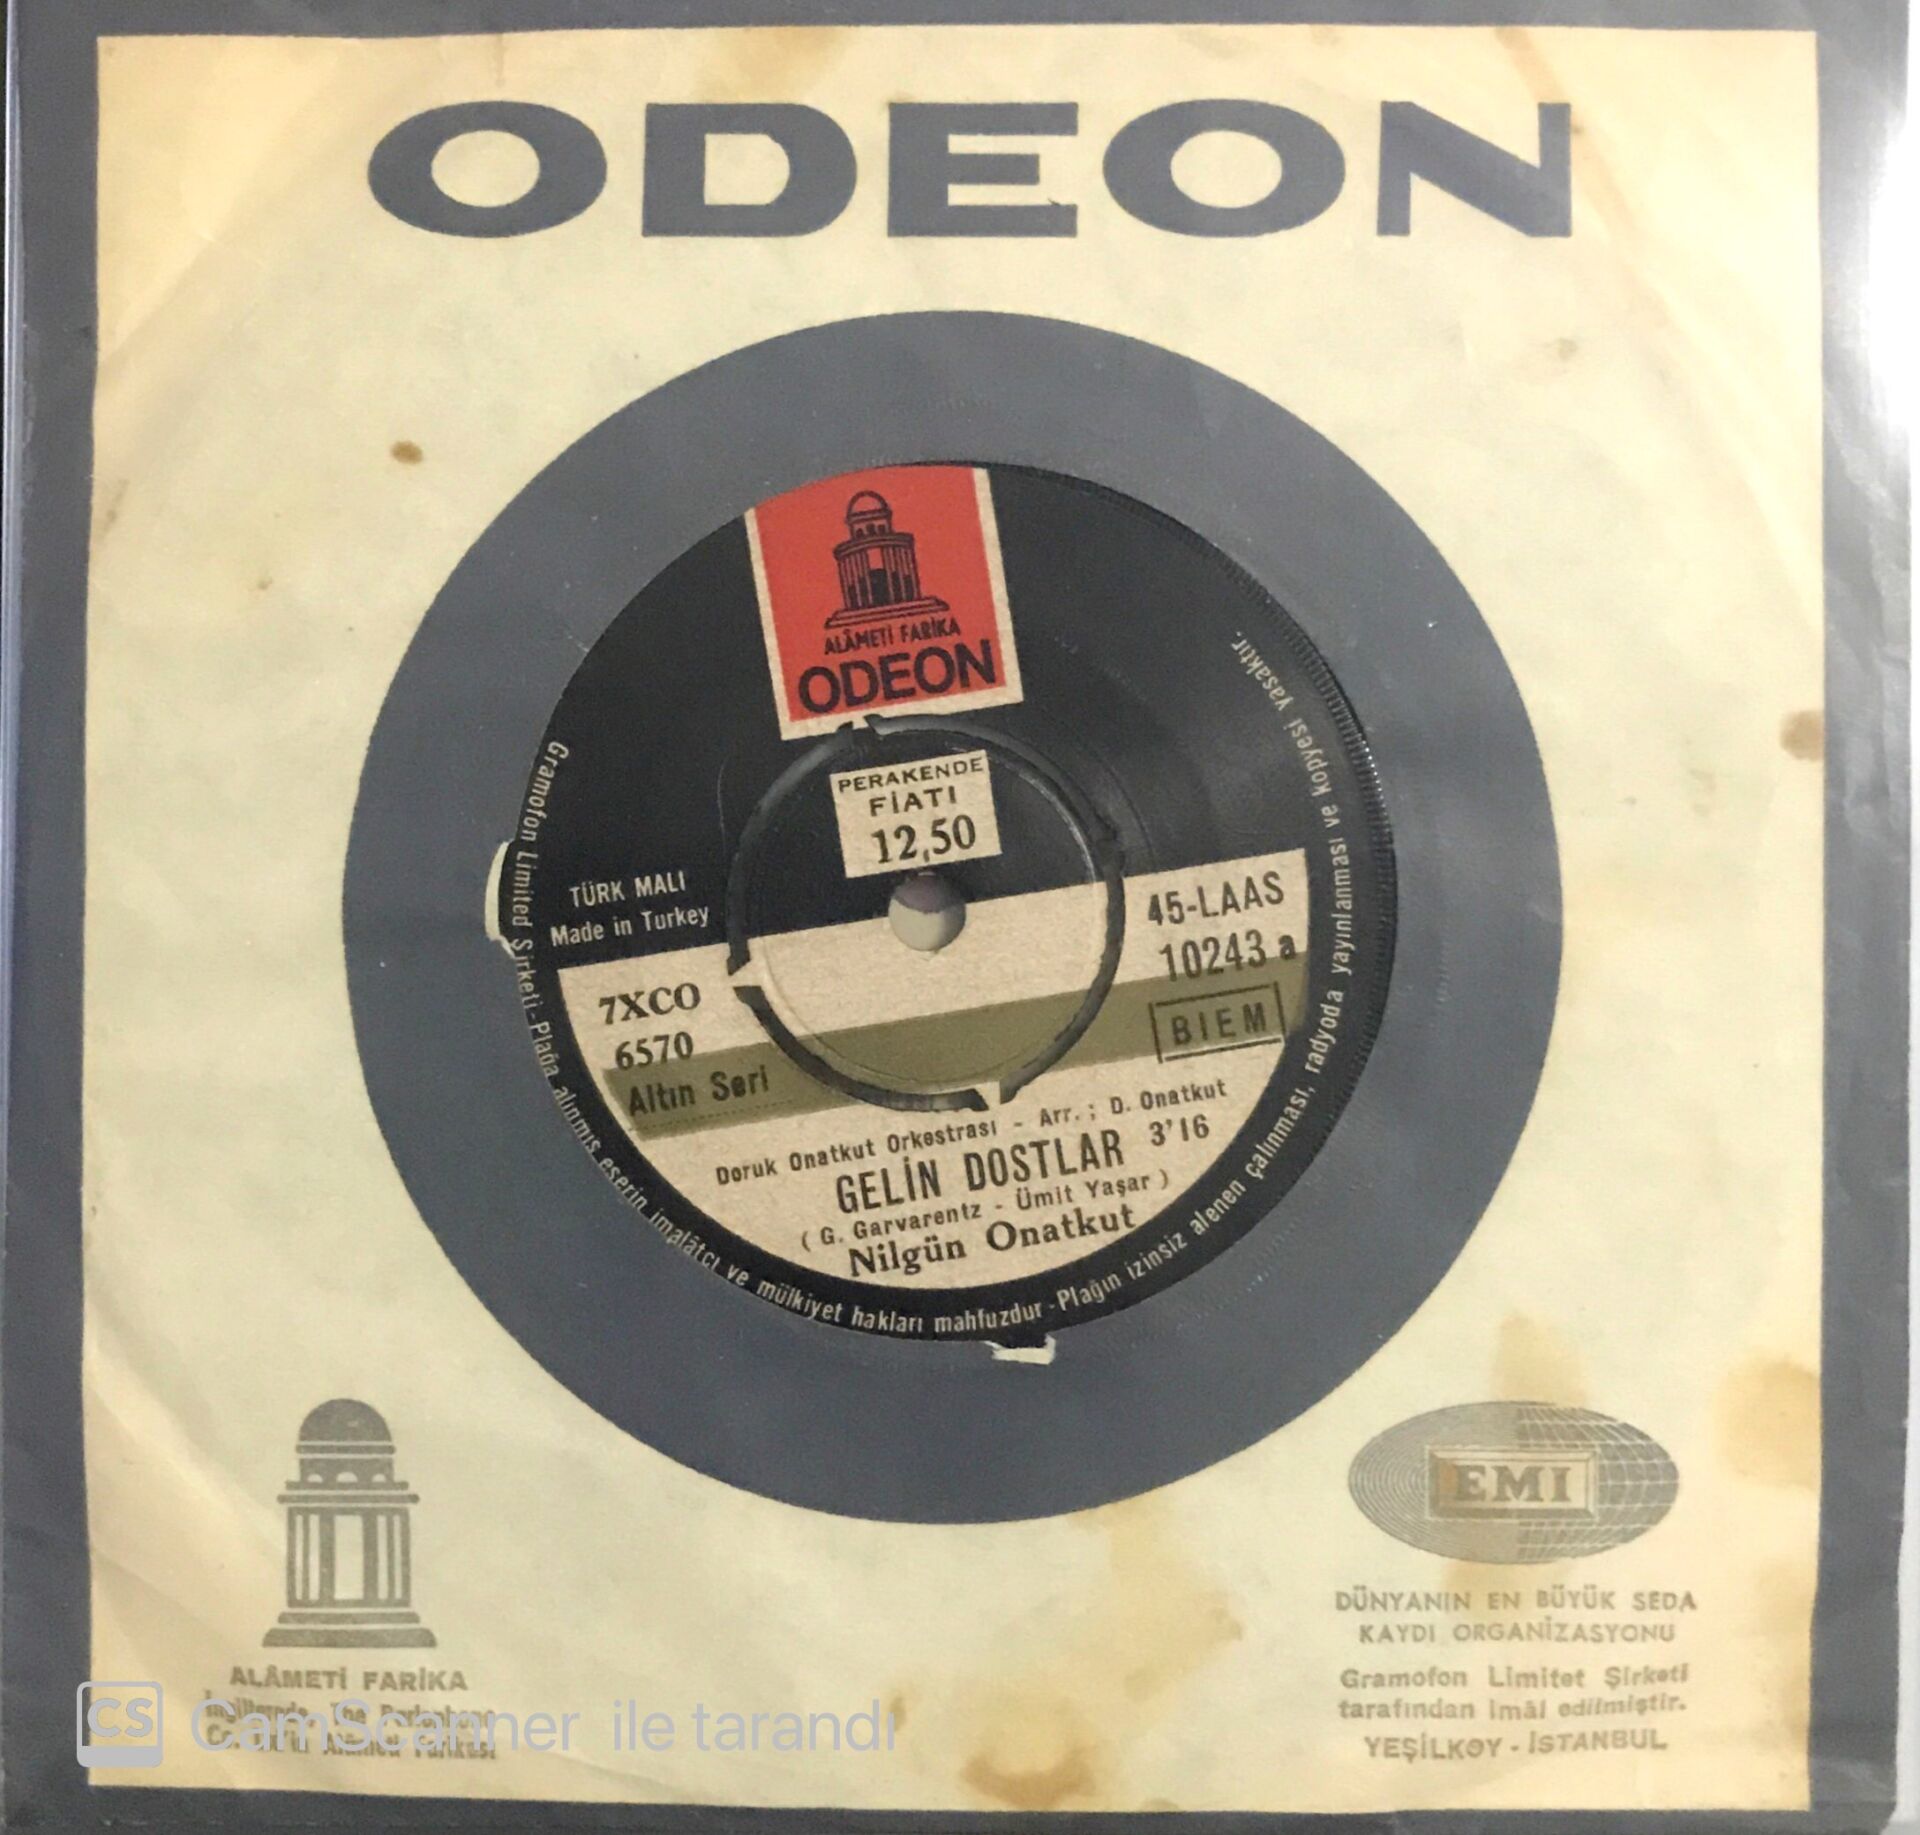 ODEON
ALÂMETİ FARİKA
ODEON
PERAKENDE
FİATI
12,50
TÜRK MALI
Made in Turkey
45-LAAS
10243 a
7XCO
6570
BIEM
Altın Seri
Doruk Onatkut Orkestrası - Arr. ; D. Onatkut
GELİN DOSTLAR 3'16
( G. Garvarentz - Ümit Yaşar )
Nilgün Onatkut
Gramofon Limited Şirketi-Plağa alınmış eserin imalâtçı ve mülkiyet hakları mahfuzdur-Plağın izinsiz alenen çalınması, radyoda yayınlanması ve kopyesi yasaktır.
ALÂMETİ FARİKA
İngilterede, The Parlophone
EMI
DÜNYANIN EN BÜYÜK SEDA
KAYDI ORGANİZASYONU
Gramofon Limitet Şirketi
tarafından imâl edilmiştir.
YEŞİLKÖY - İSTANBUL
CS CamScanner ile tarandı